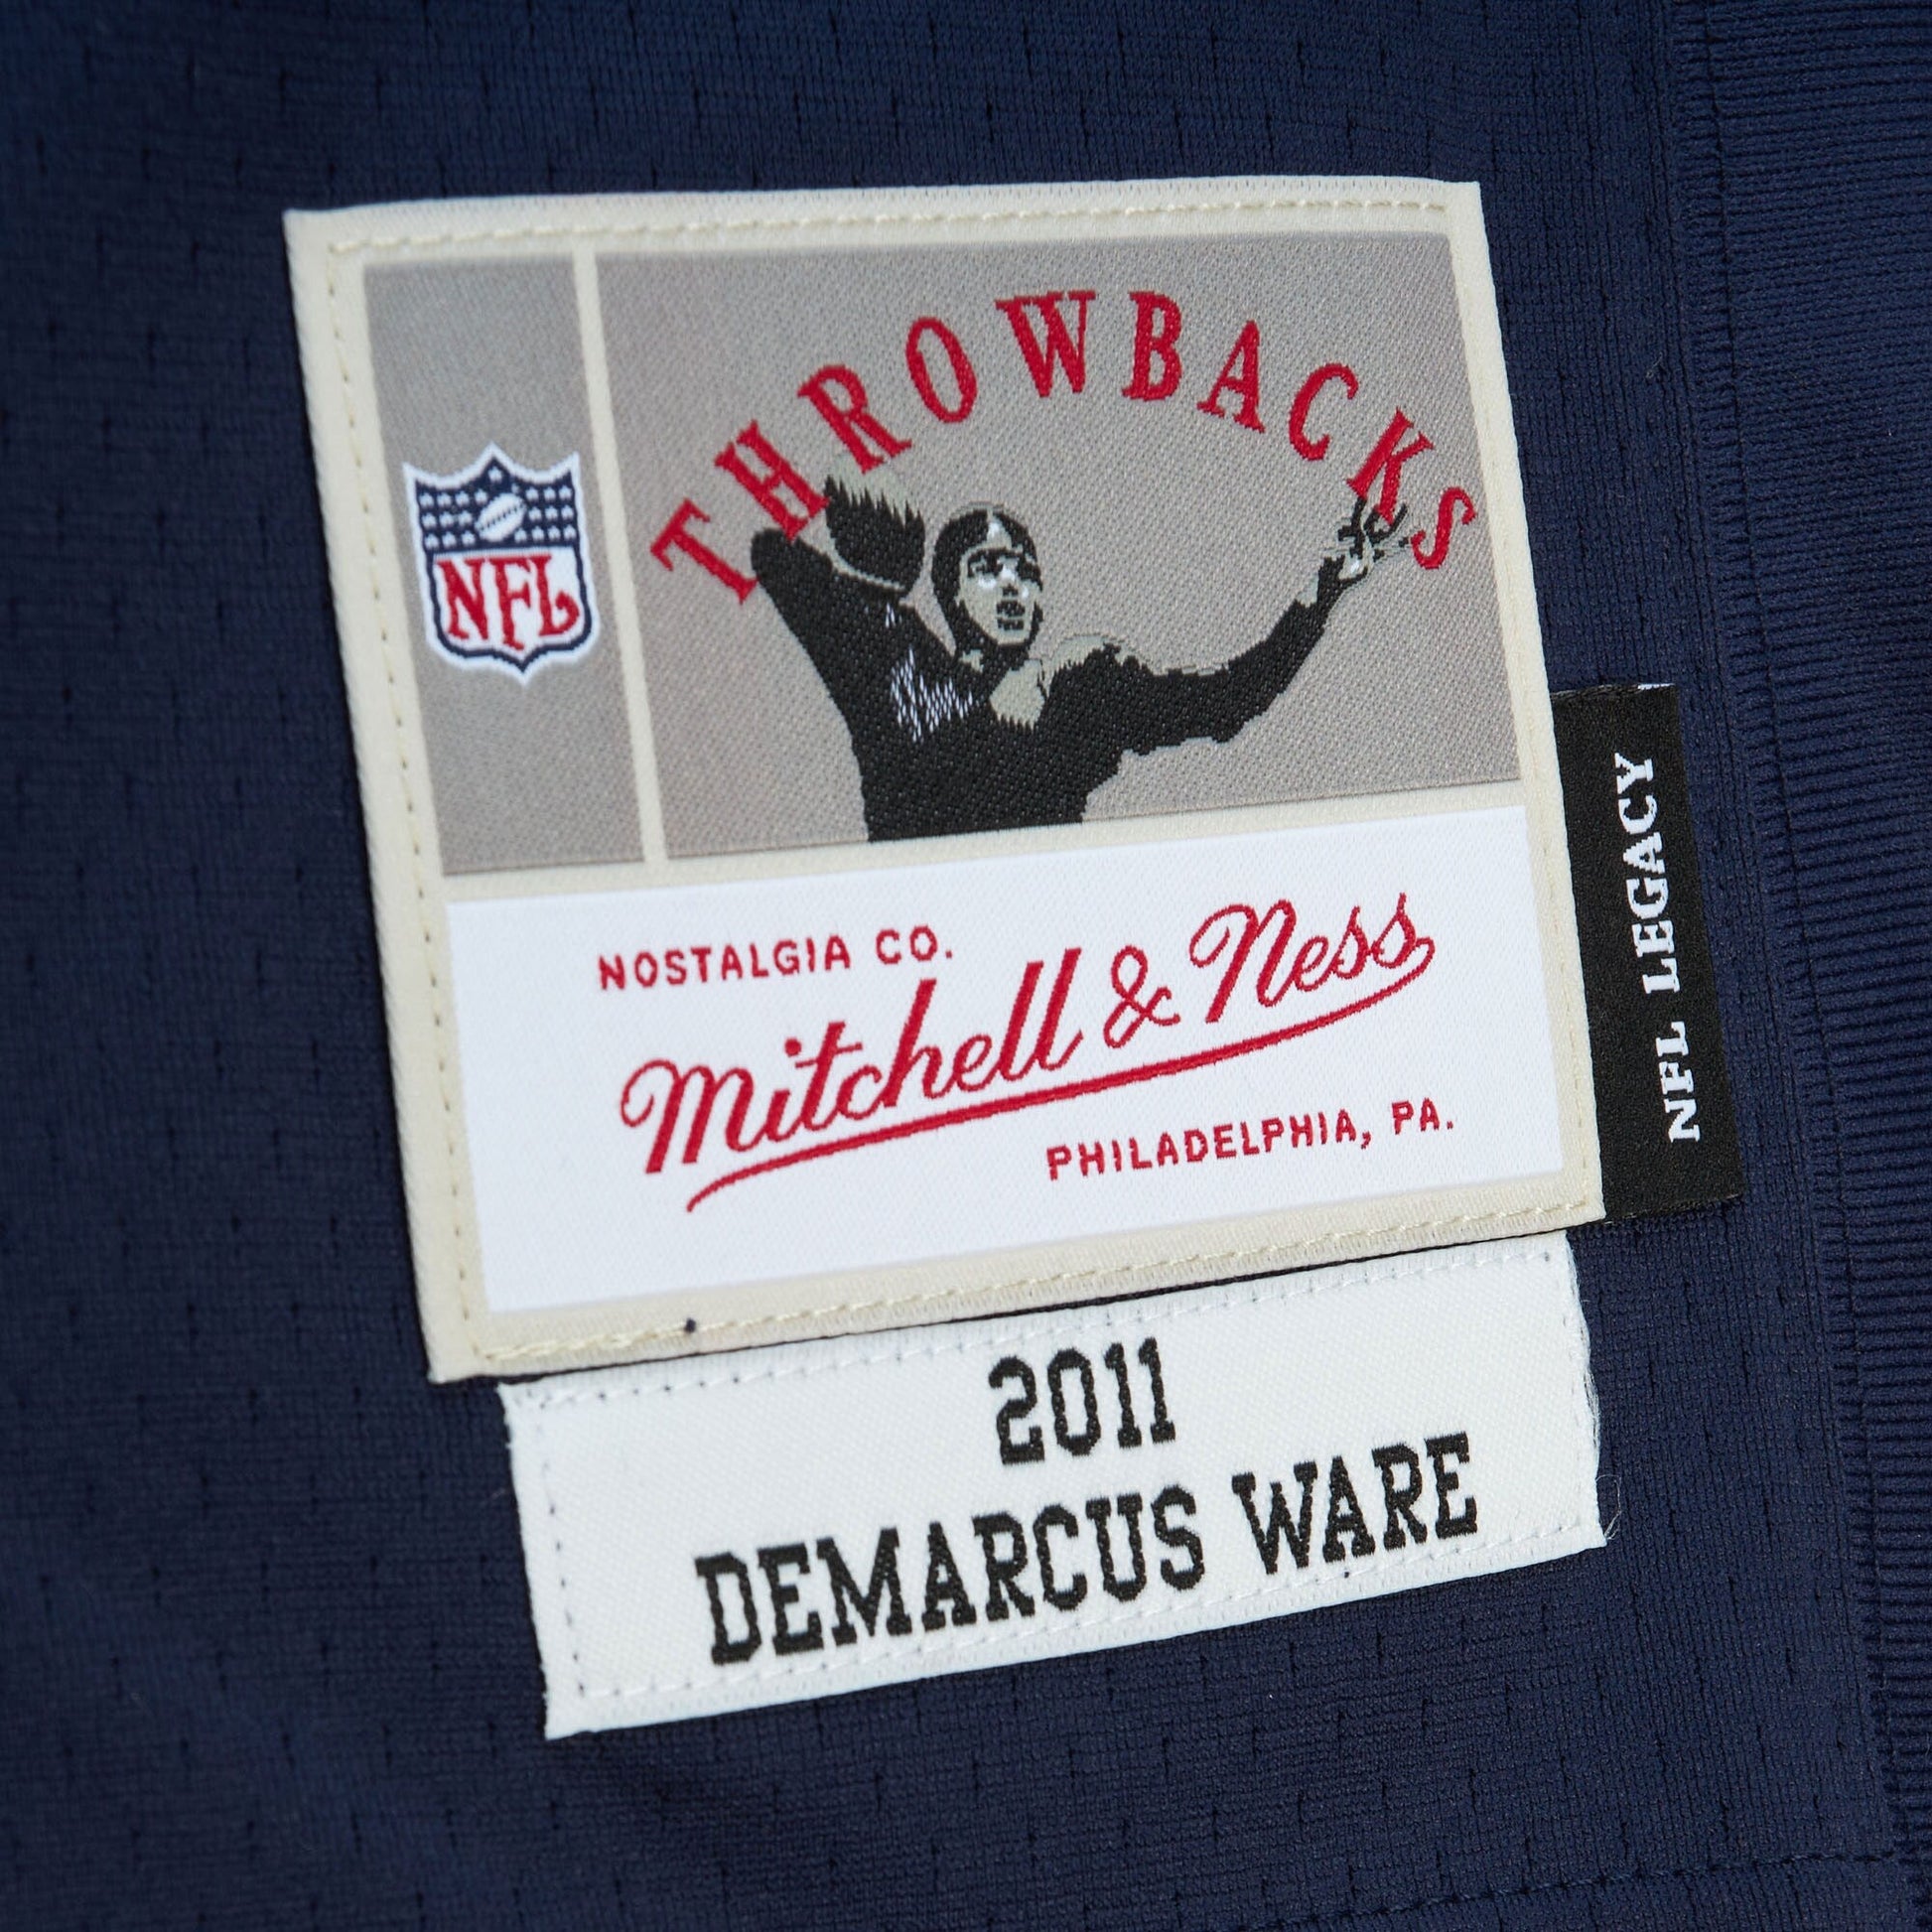 THROWBACKS
NFL
NOSTALGIA CO.
Mitchell & Ness
PHILADELPHIA, PA.
NFL LEGACY
2011
DEMARCUS WARE